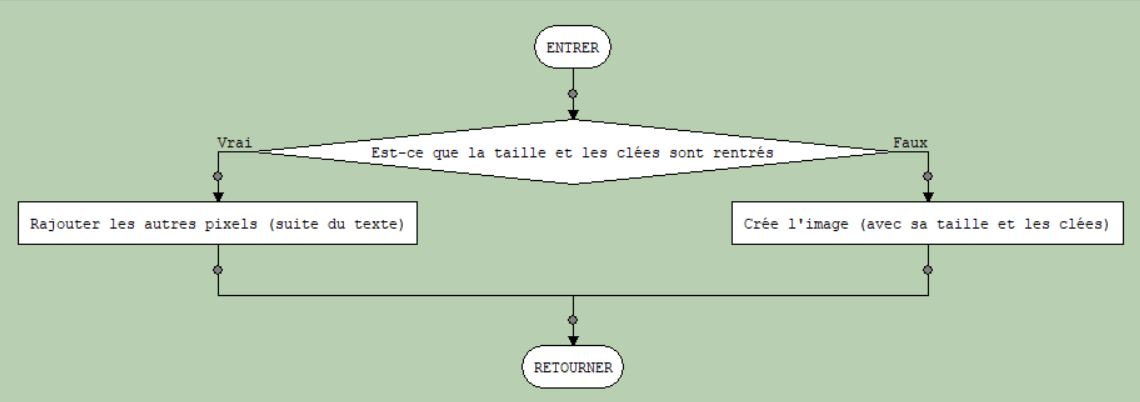 ENTRER
Vrai
Faux
Est-ce que la taille et les clées sont rentrés
Rajouter les autres pixels (suite du texte)
Crée l'image (avec sa taille et les clées)
RETOURNER